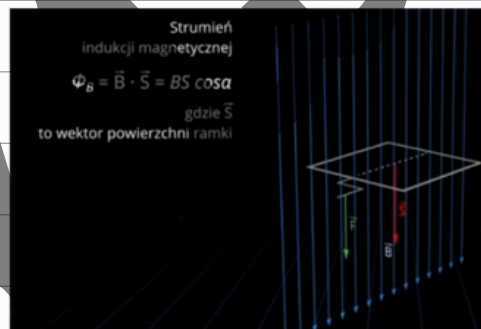 Strumień
indukcji magnetycznej
Φ_B = B⃗ · S⃗ = BS cosα
gdzie S⃗
to wektor powierzchni ramki
S⃗
B⃗